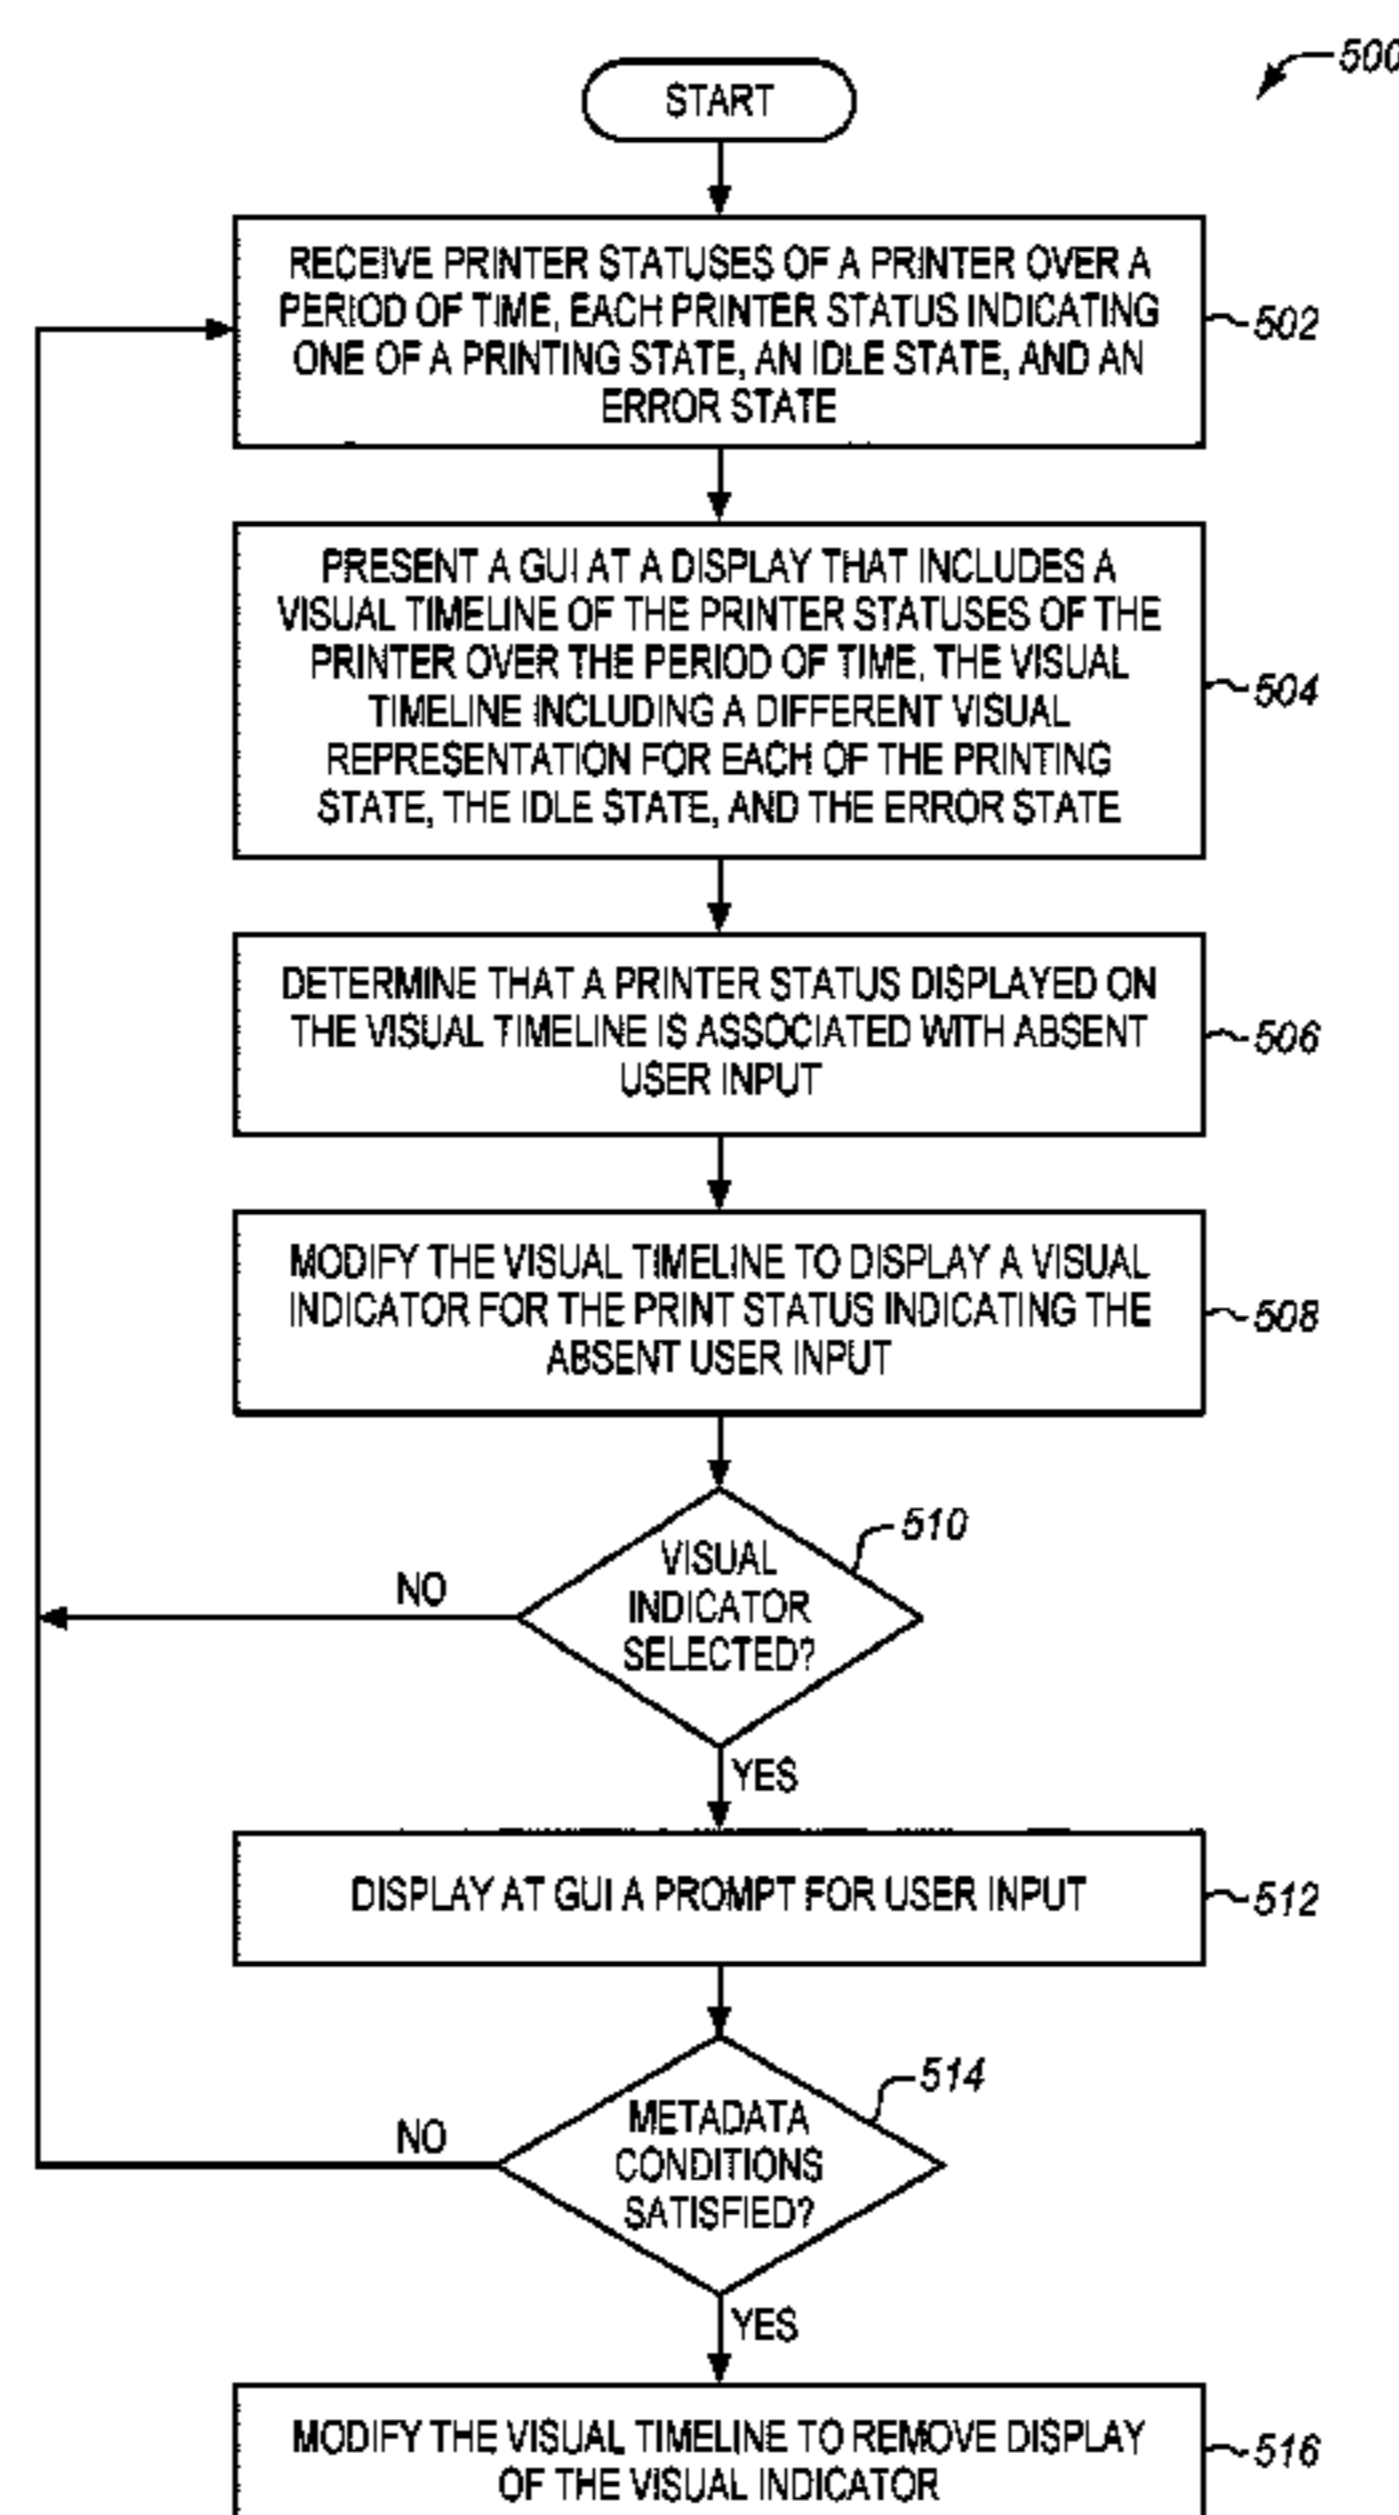 500
START
RECEIVE PRINTER STATUSES OF A PRINTER OVER A
PERIOD OF TIME, EACH PRINTER STATUS INDICATING
ONE OF A PRINTING STATE, AN IDLE STATE, AND AN
ERROR STATE
502
PRESENT A GUI AT A DISPLAY THAT INCLUDES A
VISUAL TIMELINE OF THE PRINTER STATUSES OF THE
PRINTER OVER THE PERIOD OF TIME, THE VISUAL
TIMELINE INCLUDING A DIFFERENT VISUAL
REPRESENTATION FOR EACH OF THE PRINTING
STATE, THE IDLE STATE, AND THE ERROR STATE
504
DETERMINE THAT A PRINTER STATUS DISPLAYED ON
THE VISUAL TIMELINE IS ASSOCIATED WITH ABSENT
USER INPUT
506
MODIFY THE VISUAL TIMELINE TO DISPLAY A VISUAL
INDICATOR FOR THE PRINT STATUS INDICATING THE
ABSENT USER INPUT
508
510
VISUAL
INDICATOR
SELECTED?
NO
YES
DISPLAY AT GUI A PROMPT FOR USER INPUT
512
514
METADATA
CONDITIONS
SATISFIED?
NO
YES
MODIFY THE VISUAL TIMELINE TO REMOVE DISPLAY
OF THE VISUAL INDICATOR
516